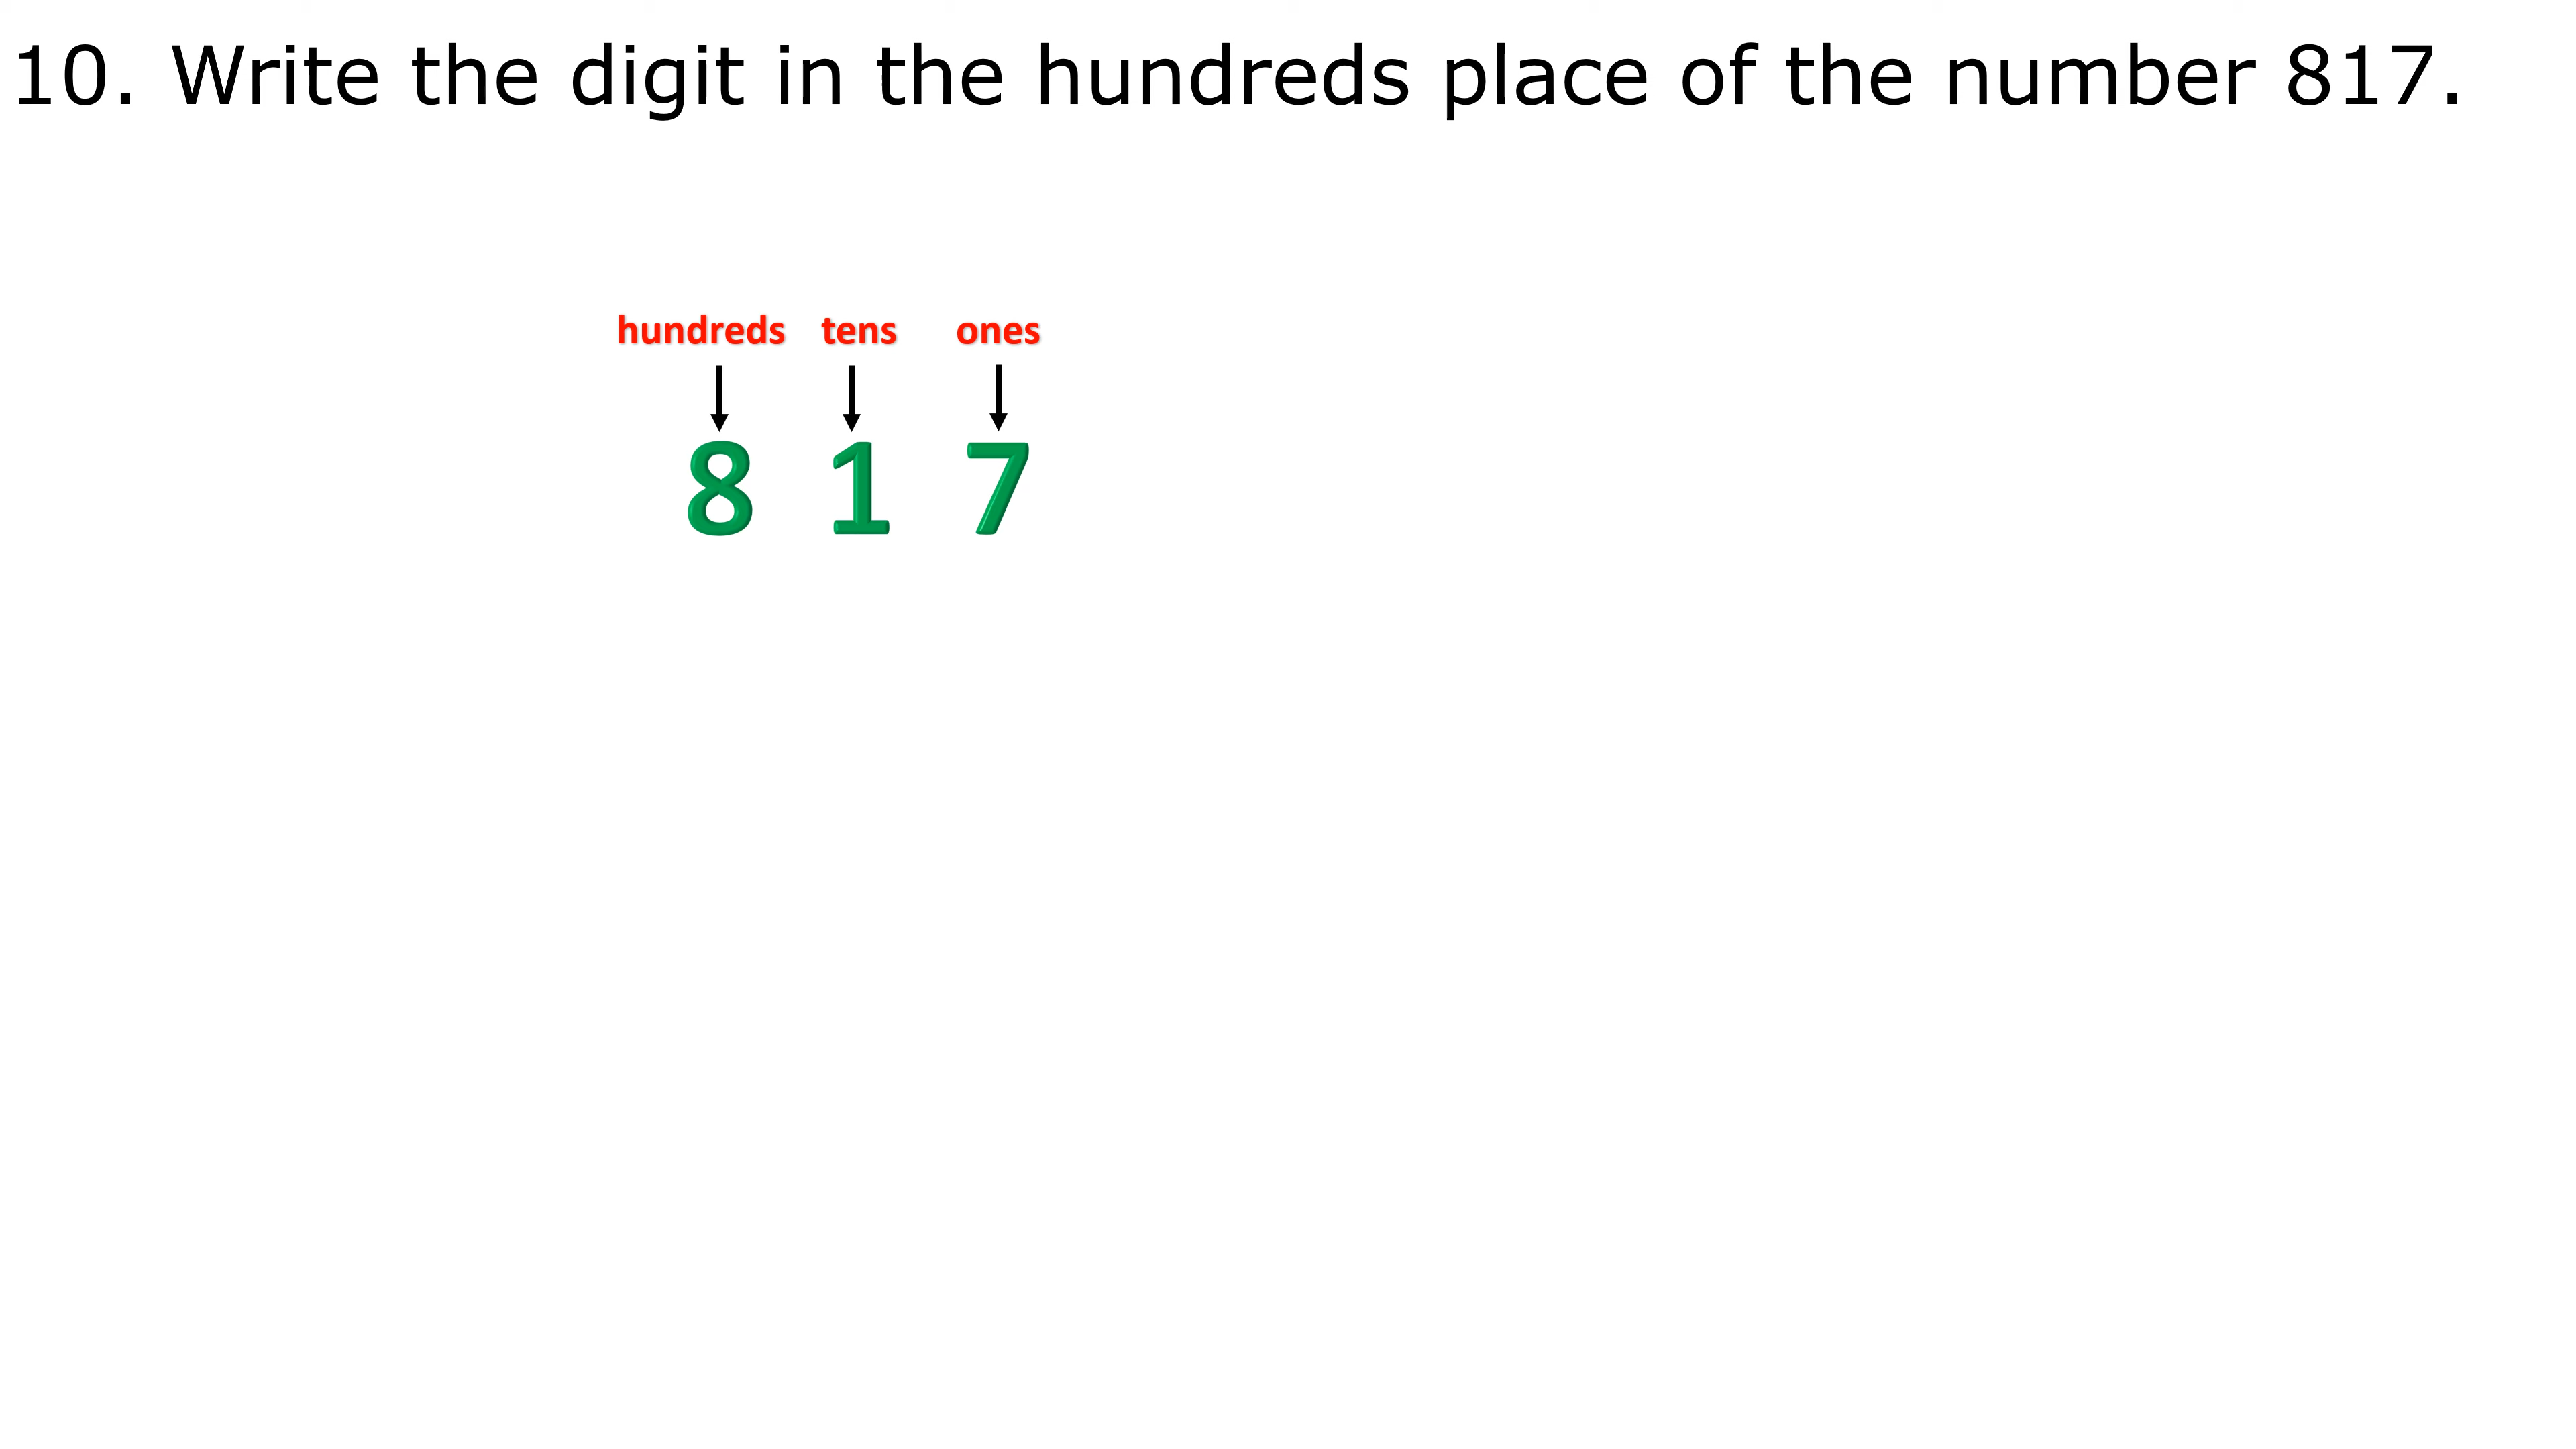 10. Write the digit in the hundreds place of the number 817.
hundreds tens ones
8 1 7